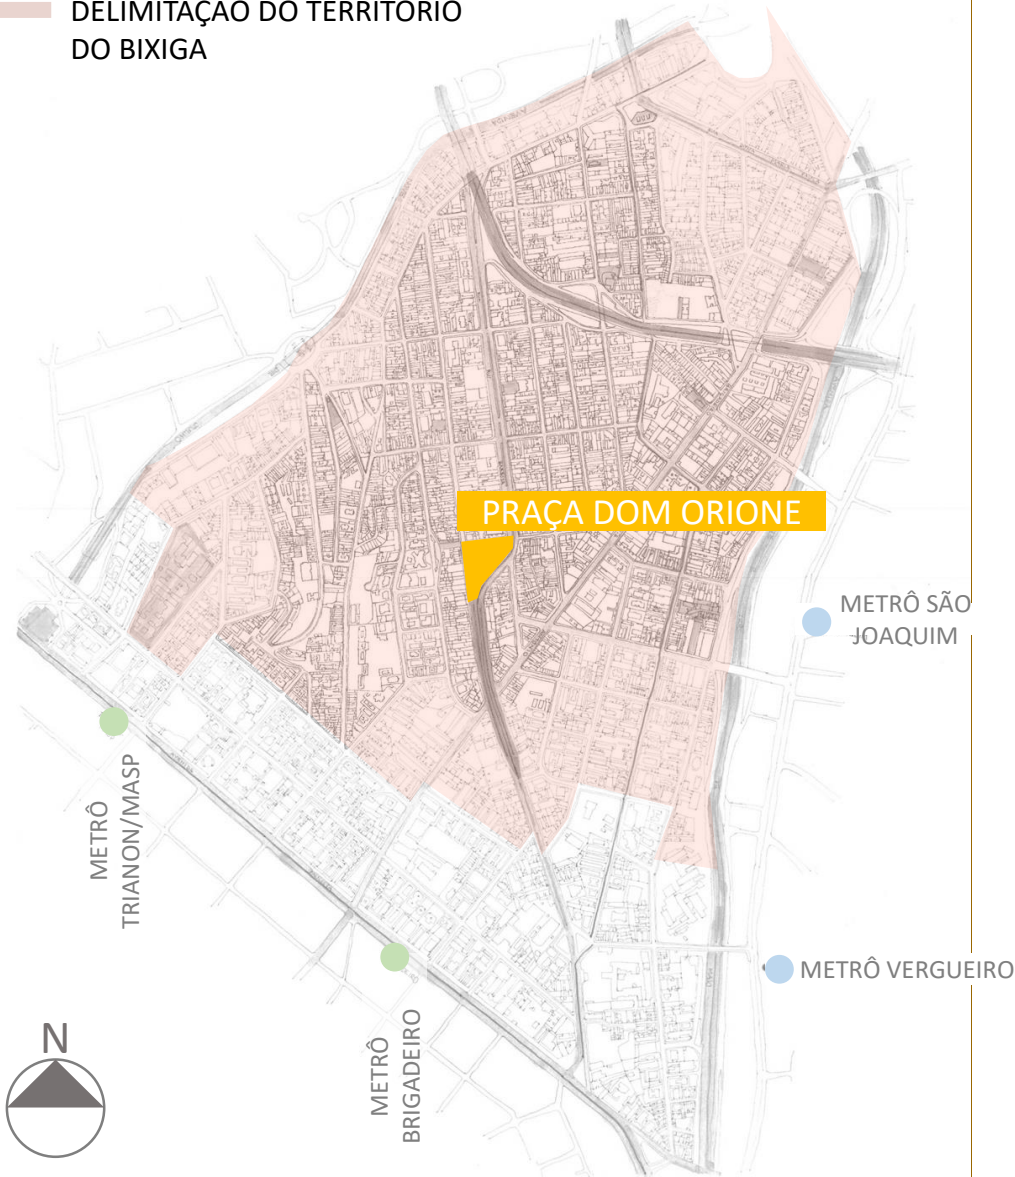 DELIMITAÇÃO DO TERRITÓRIO
DO BIXIGA
PRAÇA DOM ORIONE
METRÔ SÃO
JOAQUIM
METRÔ
TRIANON/MASP
METRÔ VERGUEIRO
METRÔ
BRIGADEIRO
N